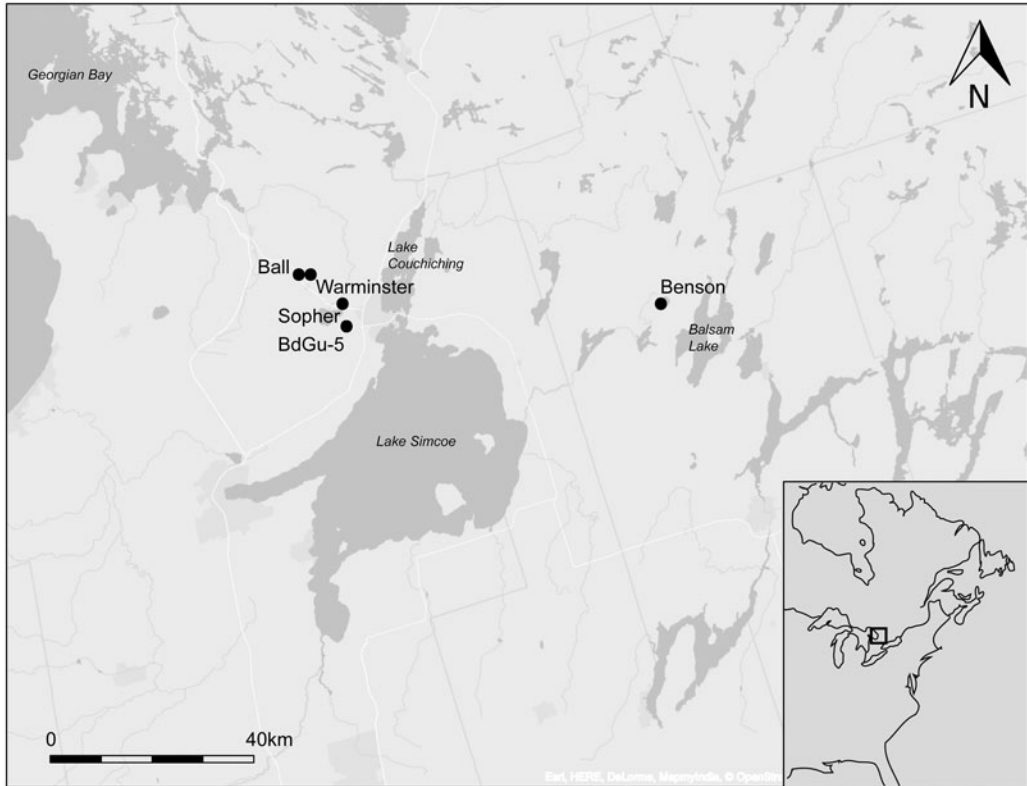 Georgian Bay
N
Lake
Couchiching
Ball
Warminster
Sopher
BdGu-5
Benson
Balsam
Lake
Lake Simcoe
0 40km
Esri, HERE, DeLorme, MapmyIndia, © OpenStre